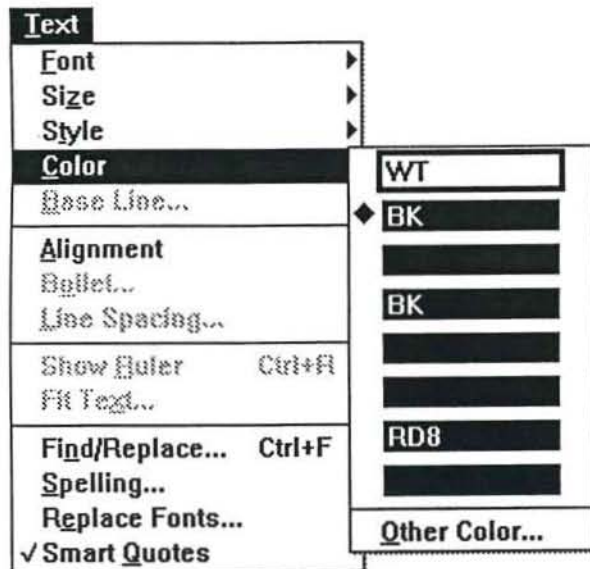 Text
Font
Size
Style
Color
Base Line...
Alignment
Bullet...
Line Spacing...
Show Ruler Ctrl+R
Fit Text...
Find/Replace... Ctrl+F
Spelling...
Replace Fonts...
✓ Smart Quotes
WT
◆ BK
BK
RD8
Other Color...